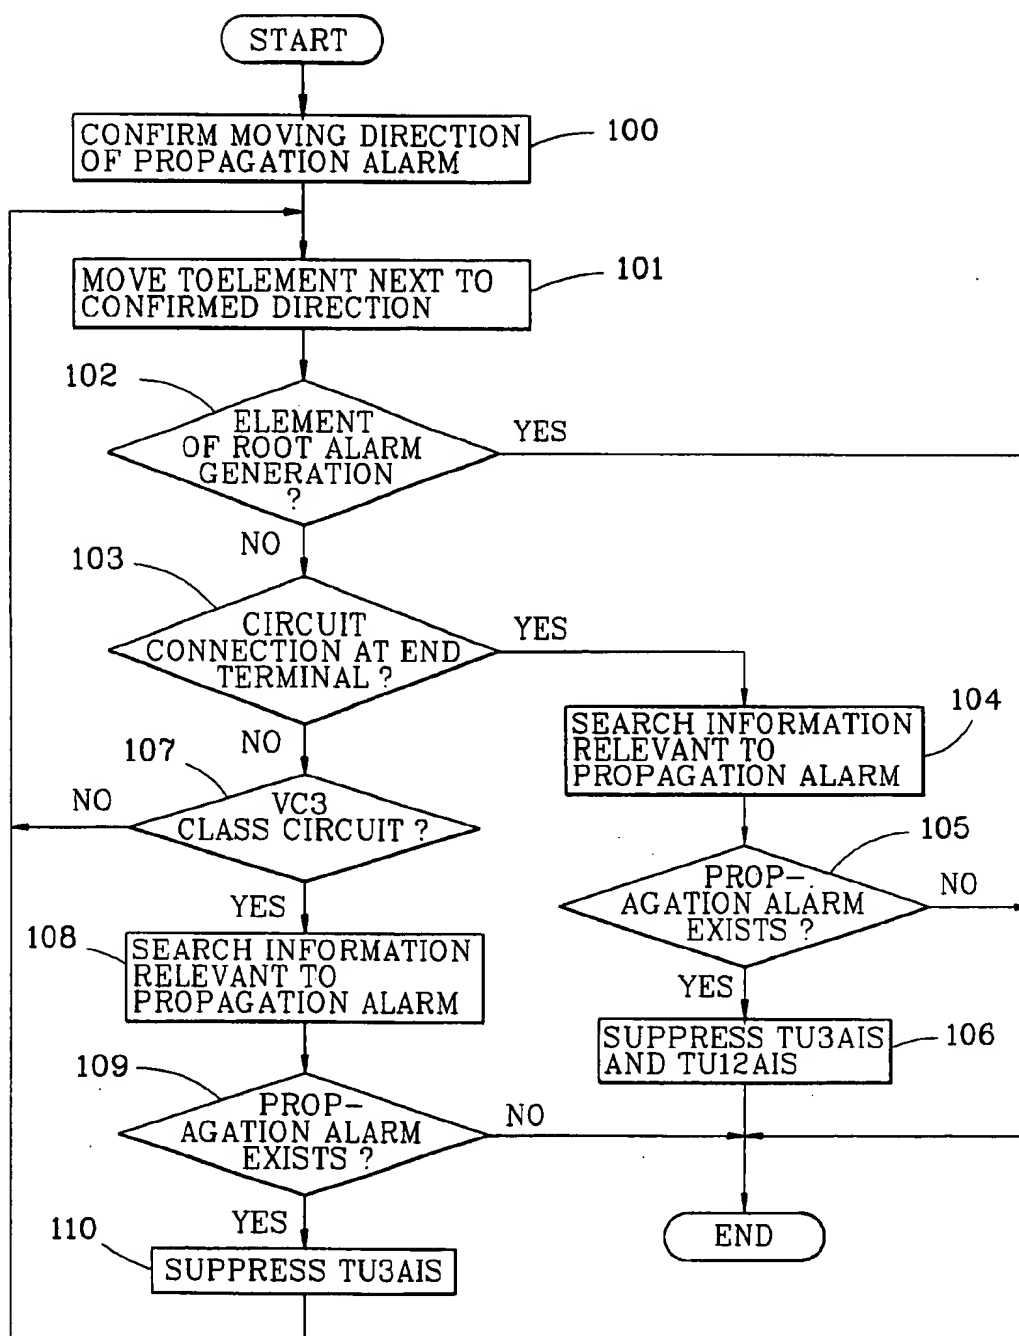 START
CONFIRM MOVING DIRECTION
OF PROPAGATION ALARM
100
MOVE TOELEMENT NEXT TO
CONFIRMED DIRECTION
101
102
ELEMENT
OF ROOT ALARM
GENERATION
?
YES
NO
103
CIRCUIT
CONNECTION AT END
TERMINAL ?
YES
NO
104
SEARCH INFORMATION
RELEVANT TO
PROPAGATION ALARM
107
VC3
CLASS CIRCUIT ?
NO
YES
105
PROP-
AGATION ALARM
EXISTS ?
NO
YES
108
SEARCH INFORMATION
RELEVANT TO
PROPAGATION ALARM
SUPPRESS TU3AIS
AND TU12AIS
106
109
PROP-
AGATION ALARM
EXISTS ?
NO
YES
END
110
SUPPRESS TU3AIS